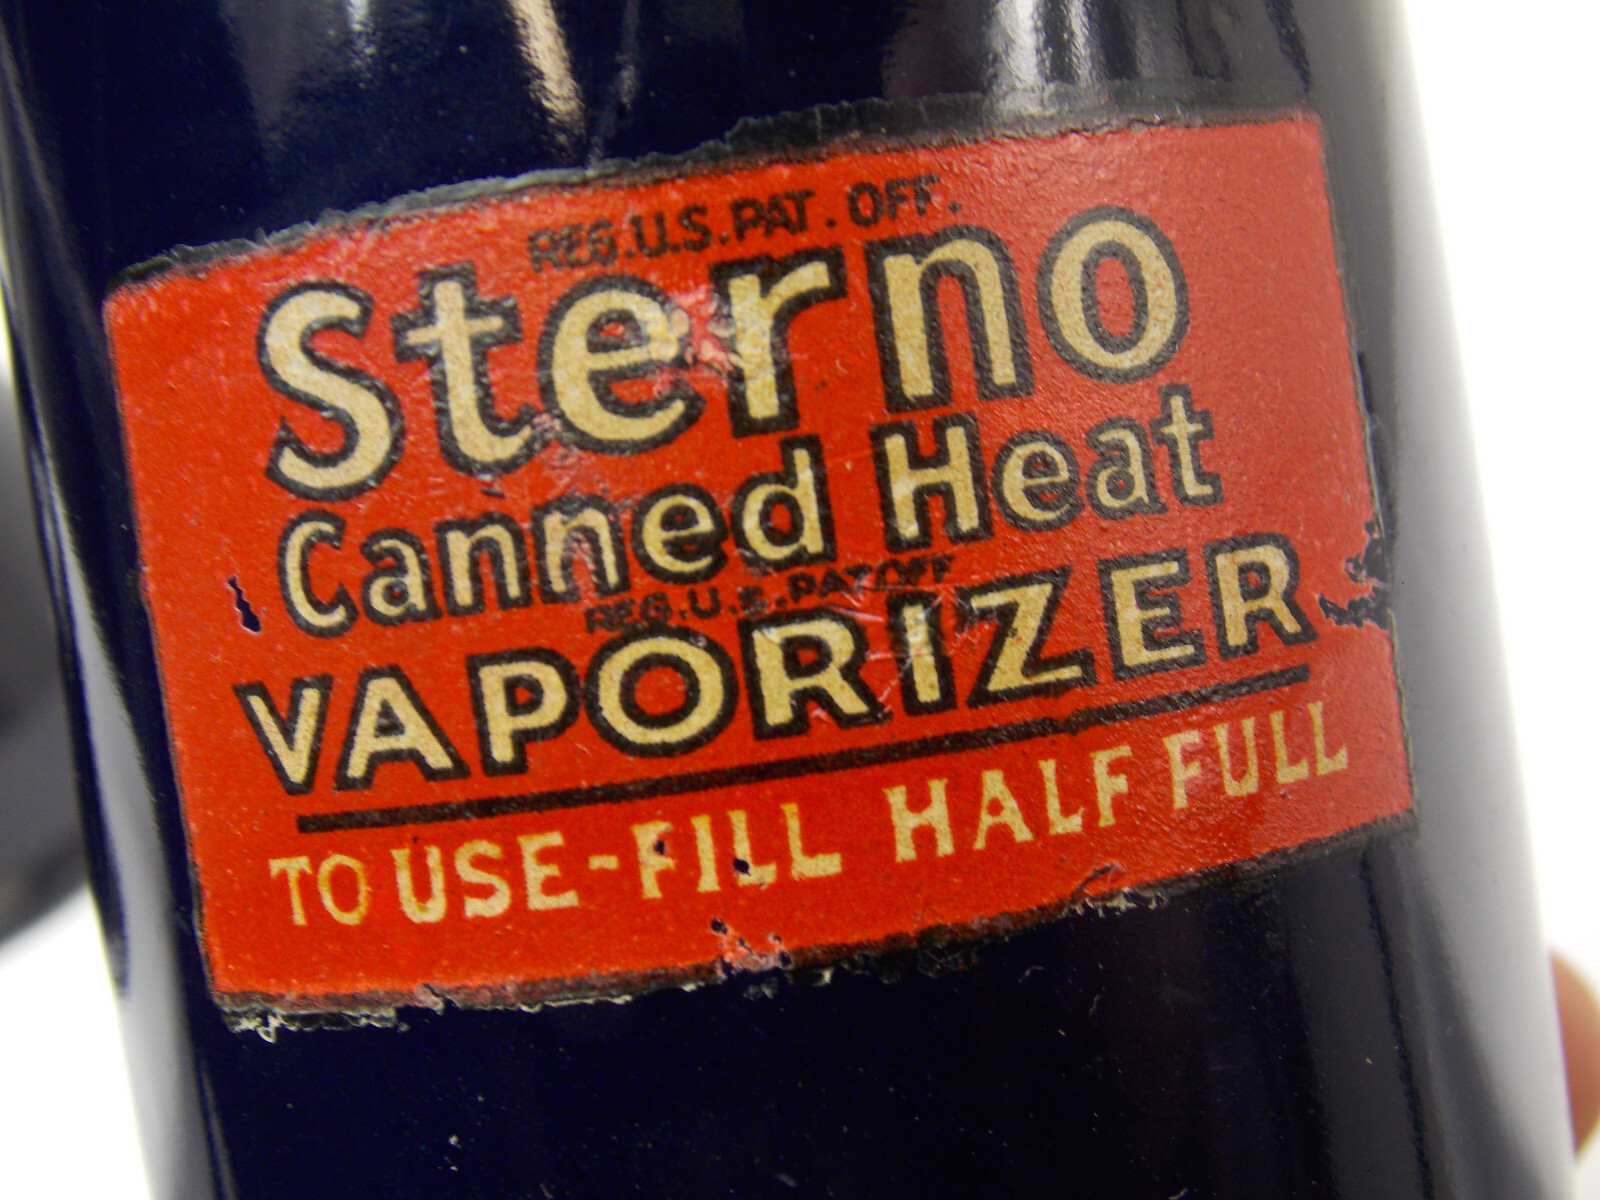 REG.U.S.PAT.OFF.
Sterno
Canned Heat
REG.U.S.PAT.OFF
VAPORIZER
TO USE-FILL HALF FULL